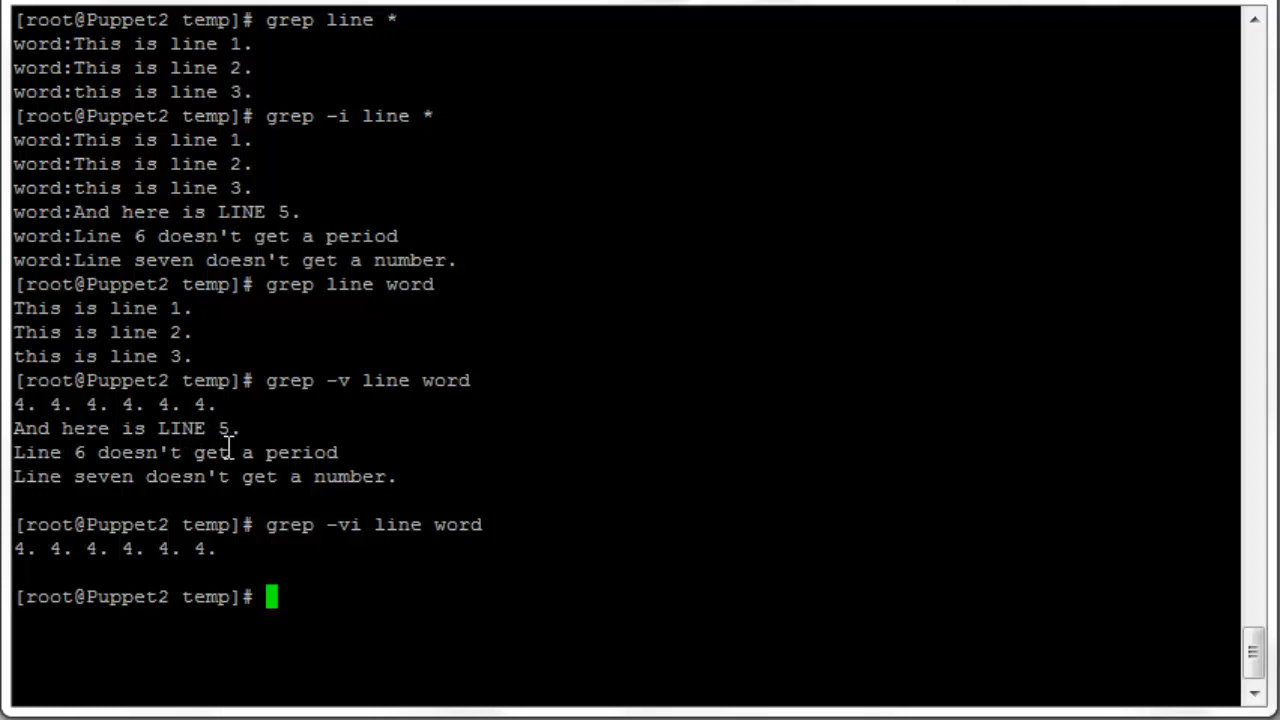 [root@Puppet2 temp]# grep line *
word:This is line 1.
word:This is line 2.
word:this is line 3.
[root@Puppet2 temp]# grep -i line *
word:This is line 1.
word:This is line 2.
word:this is line 3.
word:And here is LINE 5.
word:Line 6 doesn't get a period
word:Line seven doesn't get a number.
[root@Puppet2 temp]# grep line word
This is line 1.
This is line 2.
this is line 3.
[root@Puppet2 temp]# grep -v line word
4. 4. 4. 4. 4. 4.
And here is LINE 5.
Line 6 doesn't get a period
Line seven doesn't get a number.
[root@Puppet2 temp]# grep -vi line word
4. 4. 4. 4. 4. 4.
[root@Puppet2 temp]#